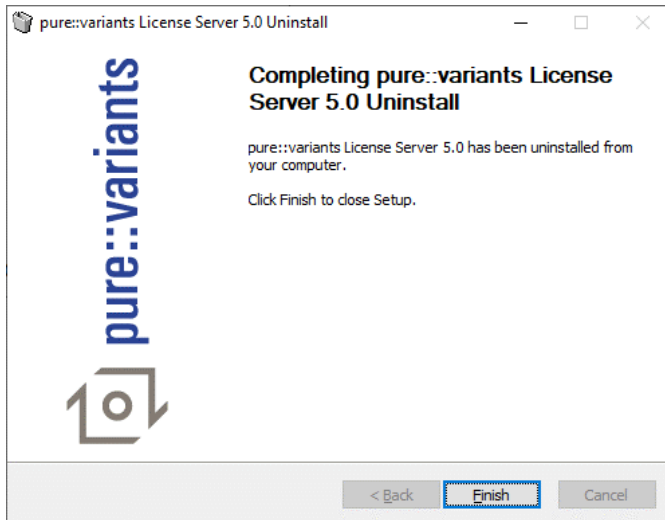 pure::variants License Server 5.0 Uninstall
pure::variants
Completing pure::variants License
Server 5.0 Uninstall
pure::variants License Server 5.0 has been uninstalled from
your computer.
Click Finish to close Setup.
< Back
Finish
Cancel